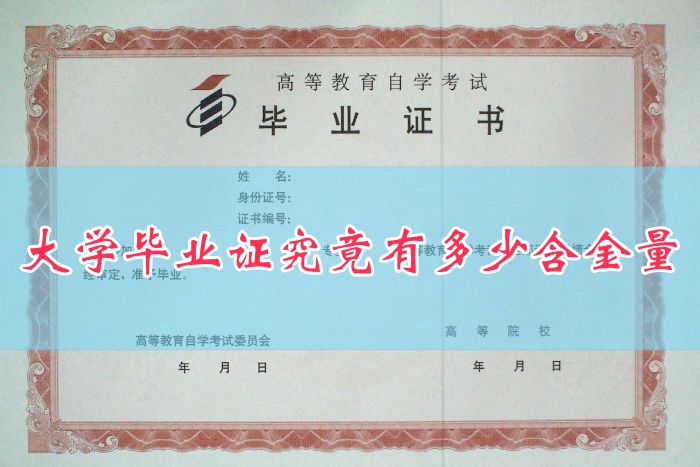 高等教育自学考试
毕业证书
姓 名:
身份证号:
证书编号:
大学毕业证究竟有多少含金量
经审定,准予毕业。
高等教育自学考试委员会
高等院校
年 月 日
年 月 日